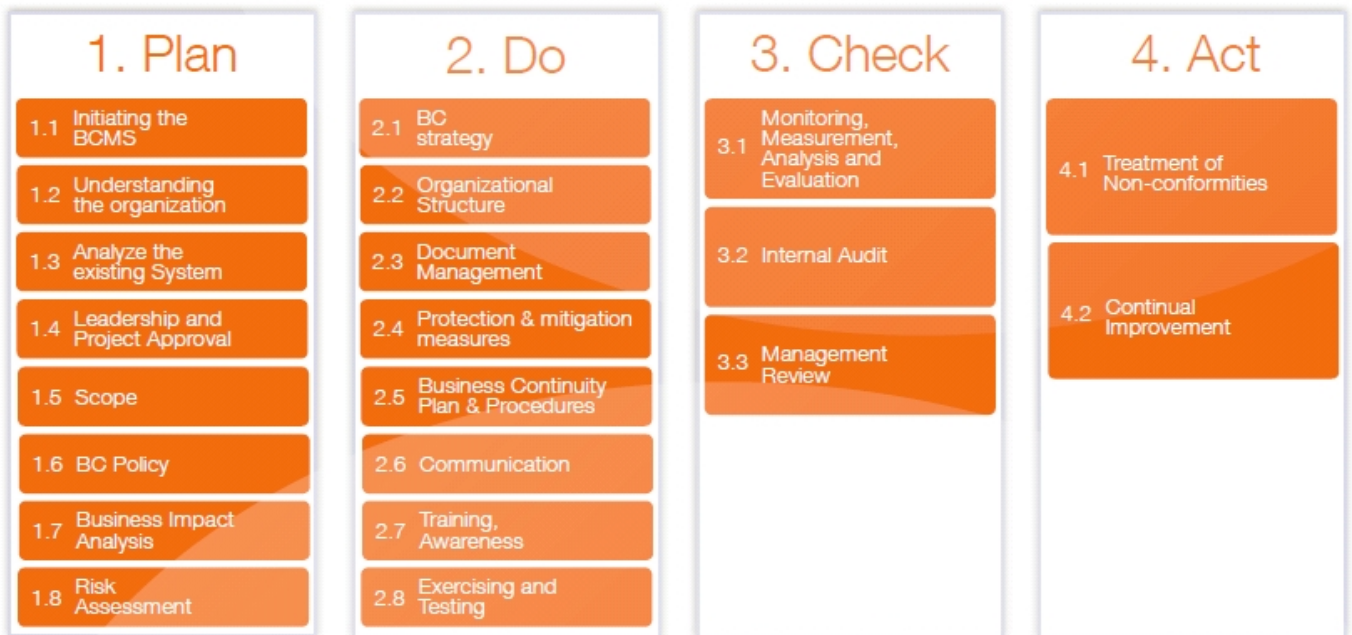 1. Plan
1.1 Initiating the
BCMS
1.2 Understanding
the organization
1.3 Analyze the
existing System
1.4 Leadership and
Project Approval
1.5 Scope
1.6 BC Policy
1.7 Business Impact
Analysis
1.8 Risk
Assessment
2. Do
2.1 BC
strategy
2.2 Organizational
Structure
2.3 Document
Management
2.4 Protection & mitigation
measures
2.5 Business Continuity
Plan & Procedures
2.6 Communication
2.7 Training,
Awareness
2.8 Exercising and
Testing
3. Check
3.1 Monitoring,
Measurement,
Analysis and
Evaluation
3.2 Internal Audit
3.3 Management
Review
4. Act
4.1 Treatment of
Non-conformities
4.2 Continual
Improvement